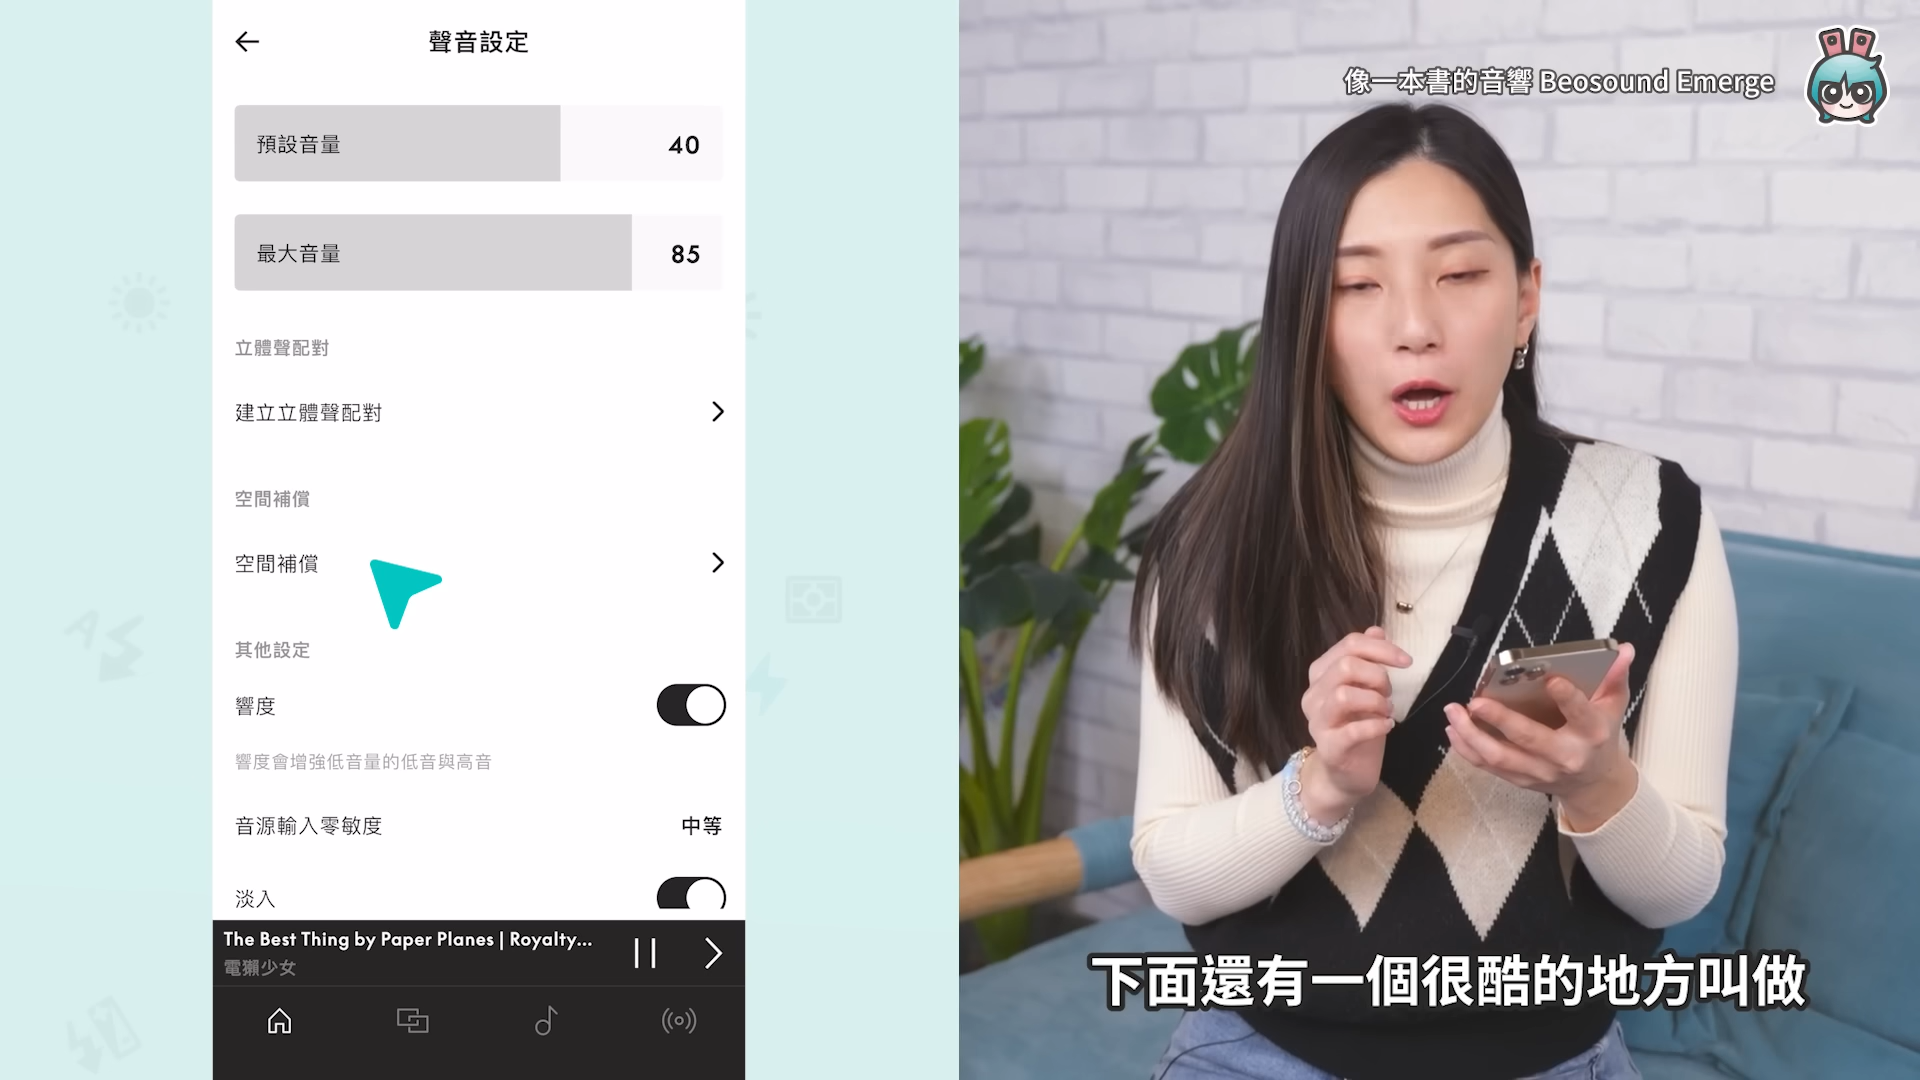 聲音設定
預設音量
40
最大音量
85
立體聲配對
建立立體聲配對
空間補償
空間補償
其他設定
響度
響度會增強低音量的低音與高音
音源輸入零敏度
中等
淡入
The Best Thing by Paper Planes | Royalty...
電獺少女
像一本書的音響 Beosound Emerge
下面還有一個很酷的地方叫做